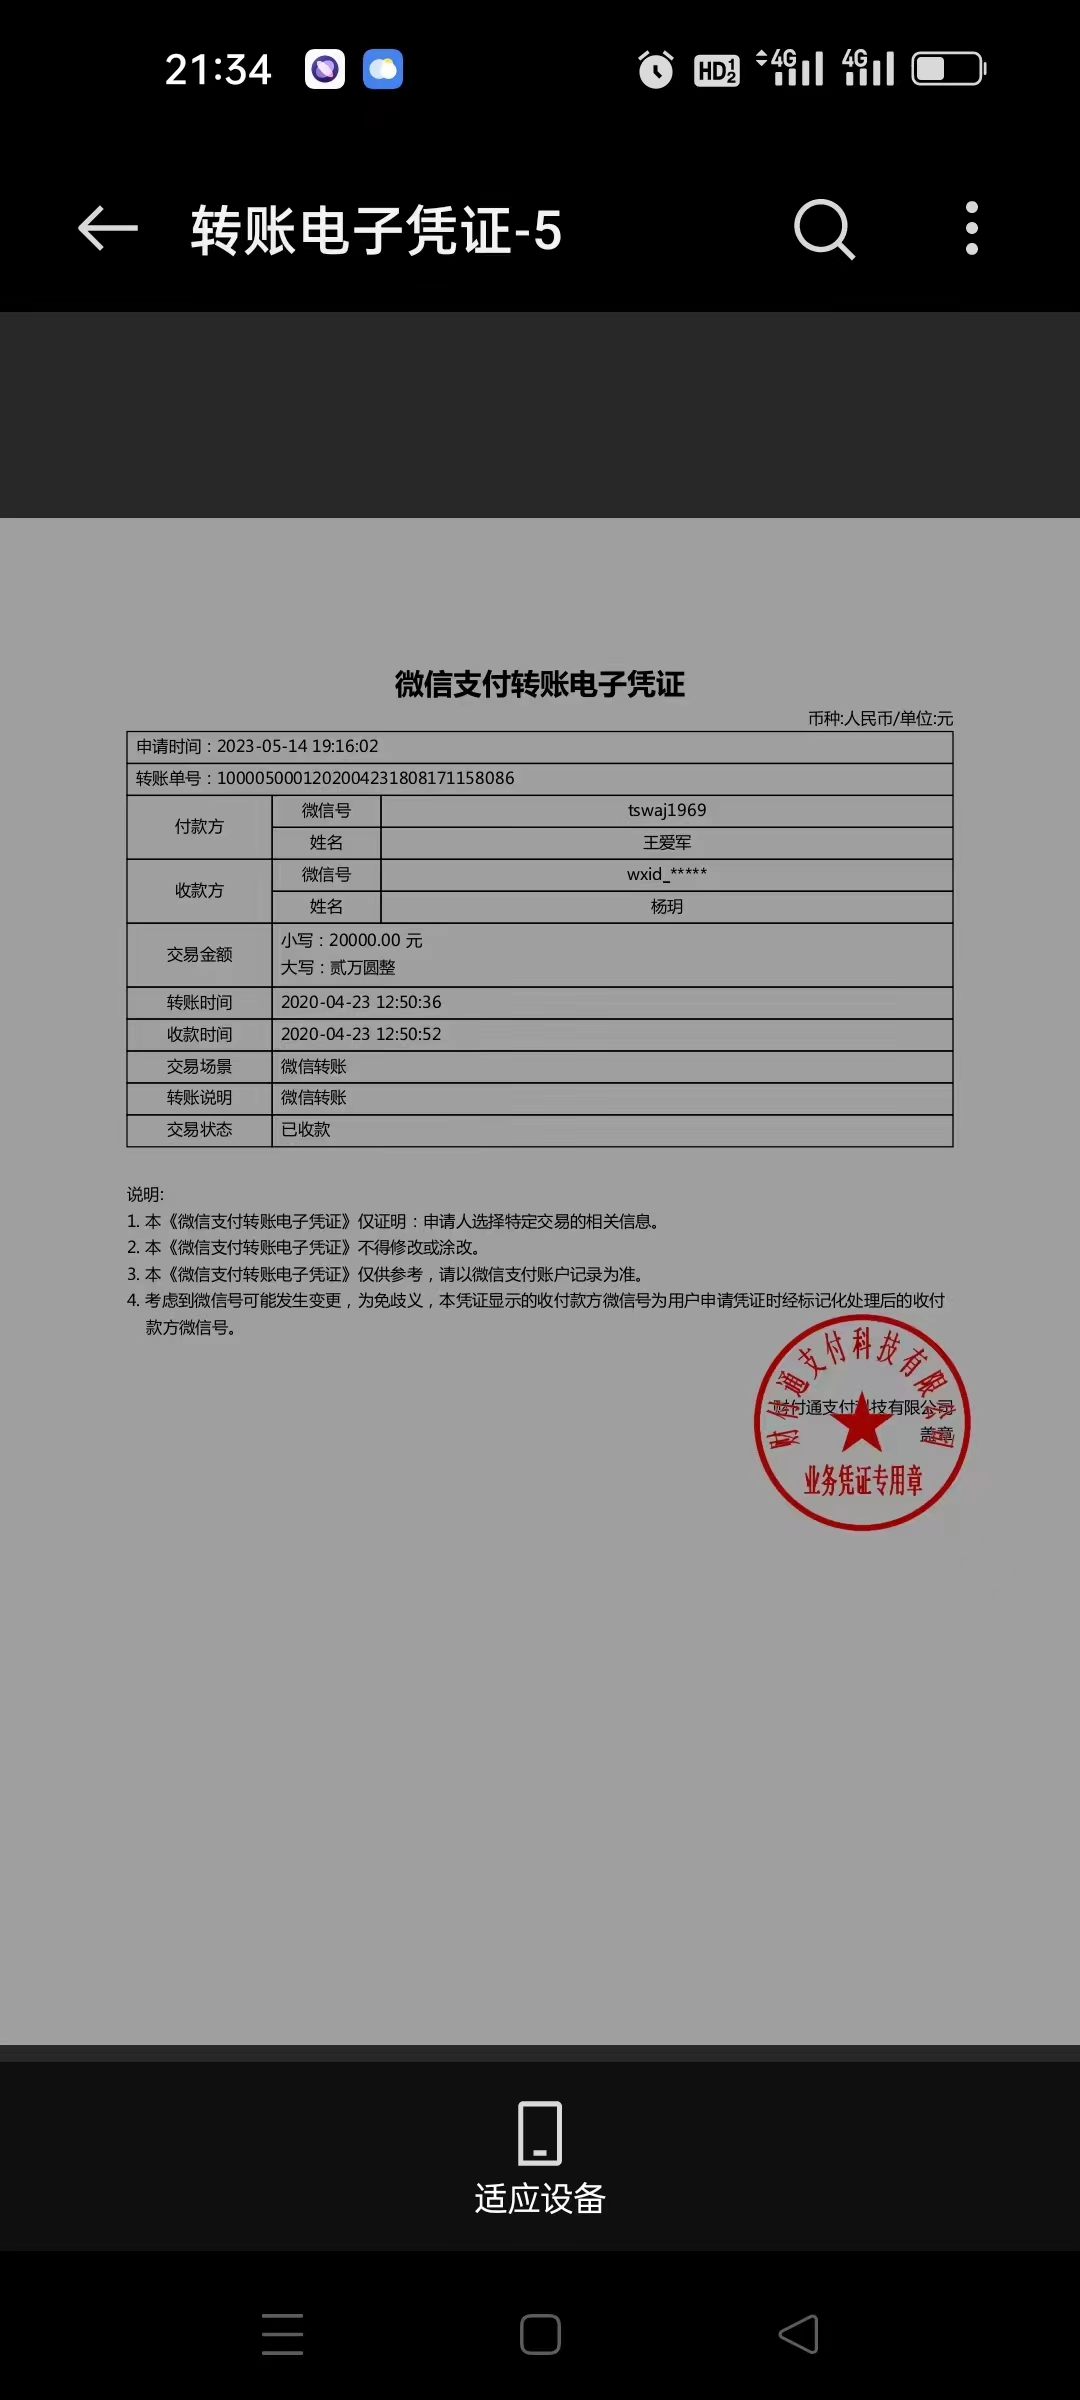 21:34
HD 1 2
4G
4G
转账电子凭证-5
微信支付转账电子凭证
币种:人民币/单位:元
申请时间：2023-05-14 19:16:02
转账单号：1000050001202004231808171158086
付款方
微信号
tswaj1969
姓名
王爱军
收款方
微信号
wxid_*****
姓名
杨玥
交易金额
小写：20000.00 元
大写：贰万圆整
转账时间
2020-04-23 12:50:36
收款时间
2020-04-23 12:50:52
交易场景
微信转账
转账说明
微信转账
交易状态
已收款
说明:
1. 本《微信支付转账电子凭证》仅证明：申请人选择特定交易的相关信息。
2. 本《微信支付转账电子凭证》不得修改或涂改。
3. 本《微信支付转账电子凭证》仅供参考，请以微信支付账户记录为准。
4. 考虑到微信号可能发生变更，为免歧义，本凭证显示的收付款方微信号为用户申请凭证时经标记化处理后的收付
款方微信号。
财付通支付科技有限公司
财付通支付科技有限公司
盖章
业务凭证专用章
适应设备